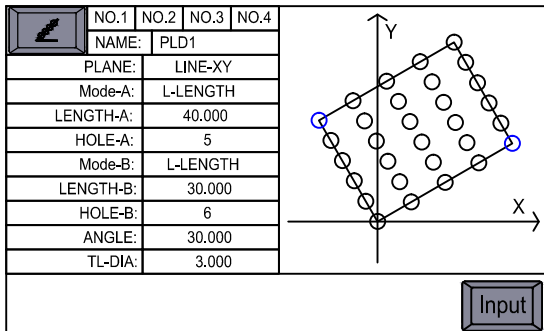 NO.1 NO.2 NO.3 NO.4
NAME: PLD1
PLANE: LINE-XY
Mode-A: L-LENGTH
LENGTH-A: 40.000
HOLE-A: 5
Mode-B: L-LENGTH
LENGTH-B: 30.000
HOLE-B: 6
ANGLE: 30.000
TL-DIA: 3.000
Y
X
Input